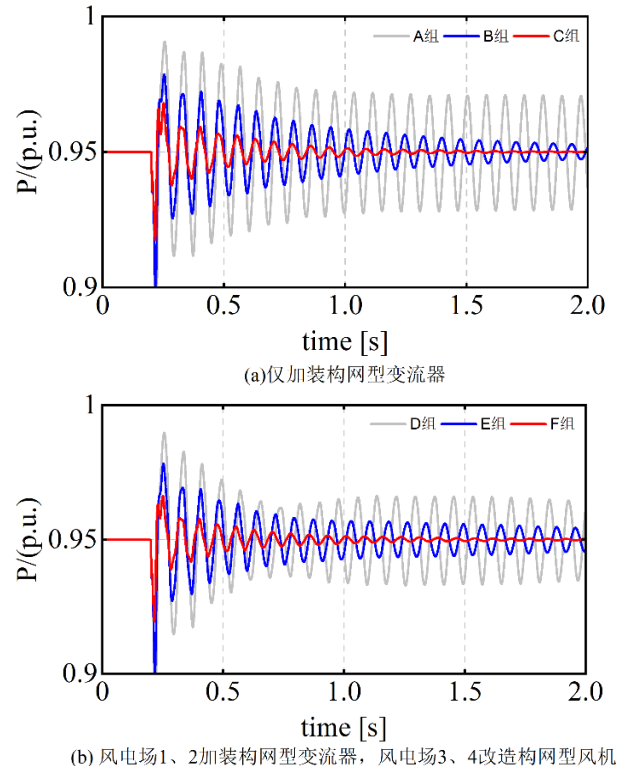 1
A组 B组 C组
P/(p.u.)
0.95
0.9
0 0.5 1.0 1.5 2.0
time [s]
(a)仅加装构网型变流器
1
D组 E组 F组
P/(p.u.)
0.95
0.9
0 0.5 1.0 1.5 2.0
time [s]
(b) 风电场1、2加装构网型变流器，风电场3、4改造构网型风机